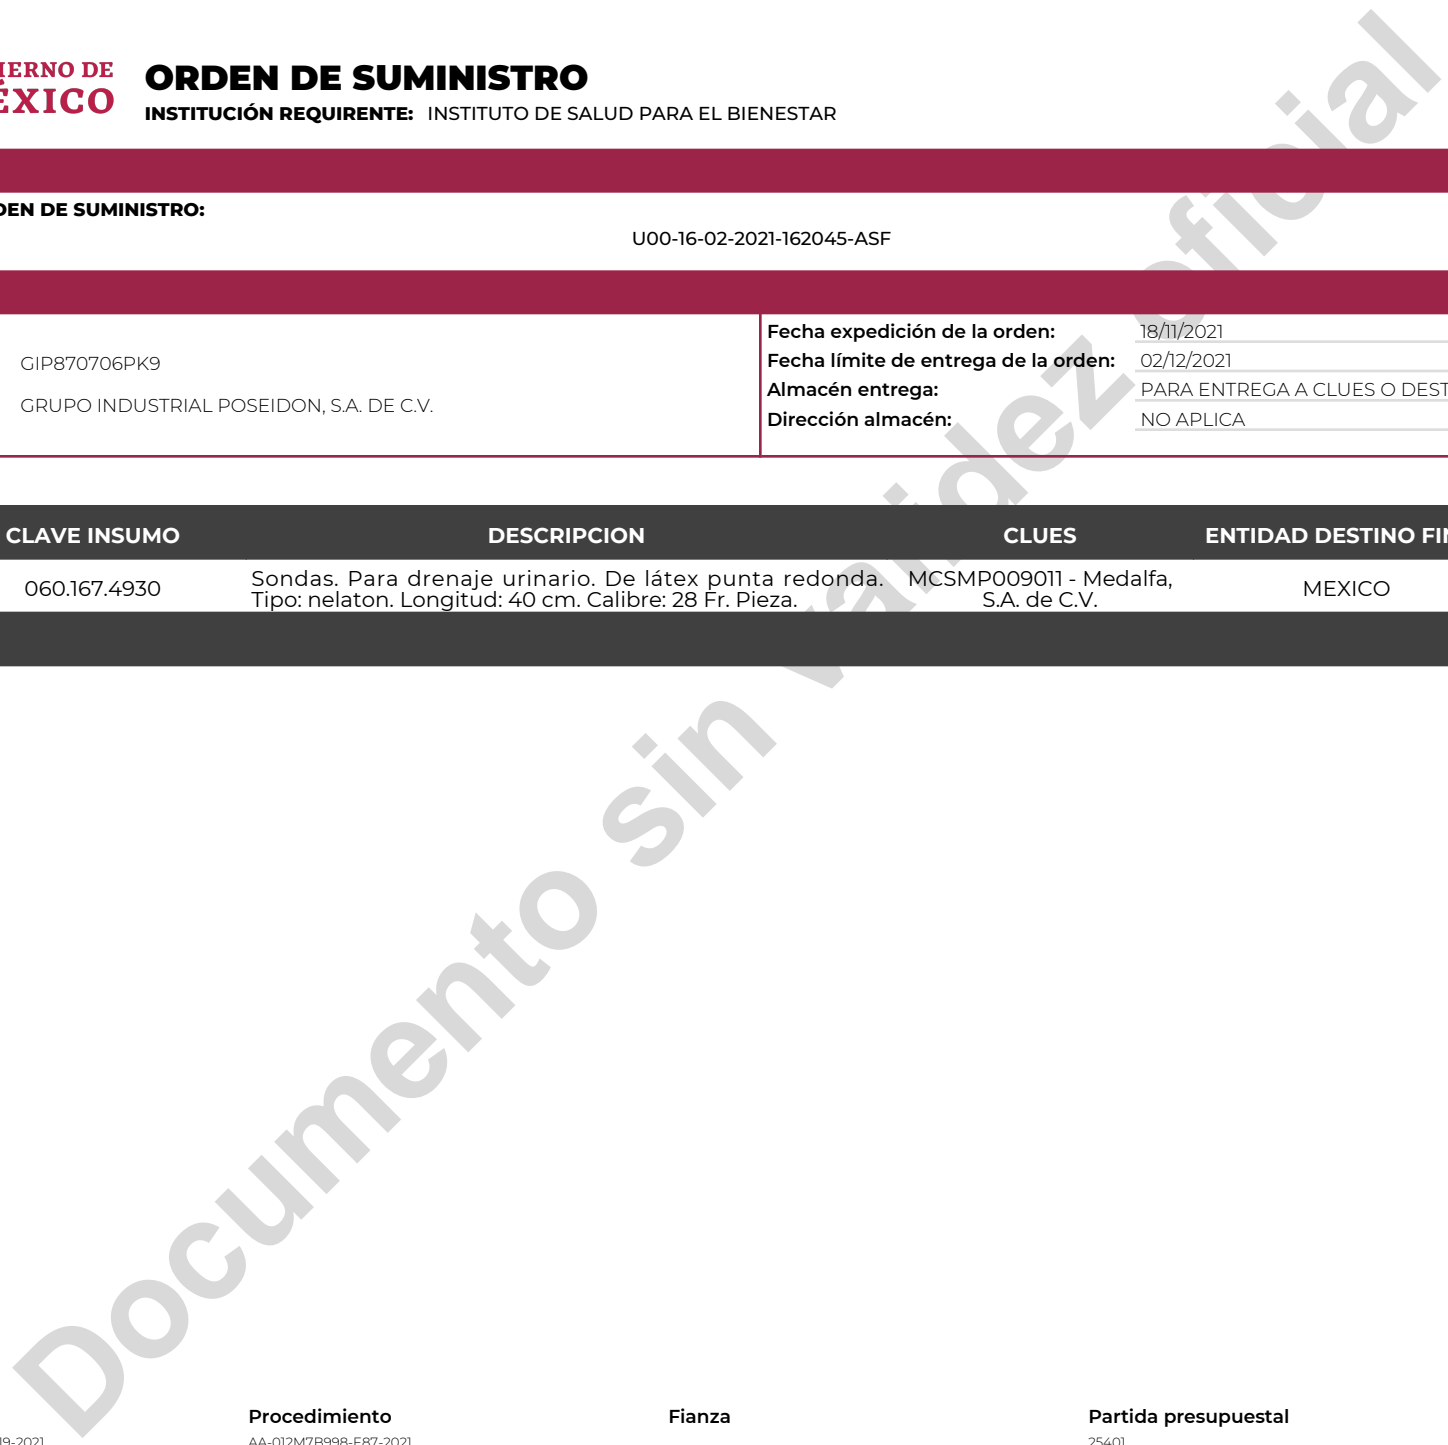 IERNO DE
ÉXICO
ORDEN DE SUMINISTRO
INSTITUCIÓN REQUIRENTE: INSTITUTO DE SALUD PARA EL BIENESTAR
DEN DE SUMINISTRO:
U00-16-02-2021-162045-ASF
GIP870706PK9
GRUPO INDUSTRIAL POSEIDON, S.A. DE C.V.
Fecha expedición de la orden: 18/11/2021
Fecha límite de entrega de la orden: 02/12/2021
Almacén entrega: PARA ENTREGA A CLUES O DEST
Dirección almacén: NO APLICA
CLAVE INSUMO DESCRIPCION CLUES ENTIDAD DESTINO FIN
060.167.4930
Sondas. Para drenaje urinario. De látex punta redonda.
Tipo: nelaton. Longitud: 40 cm. Calibre: 28 Fr. Pieza.
MCSMP009011 - Medalfa,
S.A. de C.V.
MEXICO
Documento sin validez oficial
Procedimiento Fianza Partida presupuestal
19-2021 AA-012M7B998-E87-2021 25401